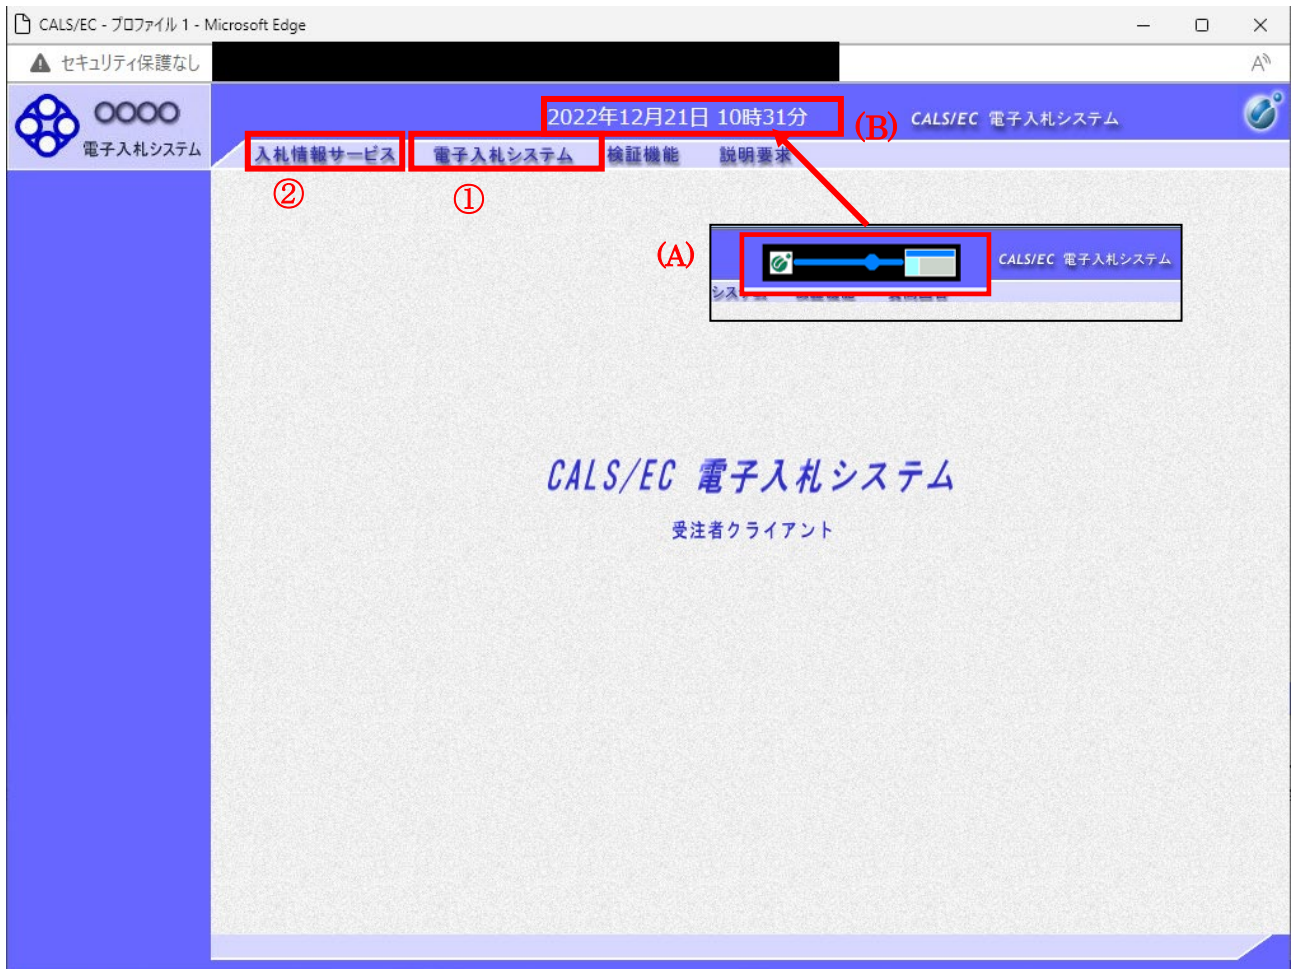 CALS/EC - プロファイル 1 - Microsoft Edge
セキュリティ保護なし
OOOO
電子入札システム
2022年12月21日 10時31分
(B)
CALS/EC 電子入札システム
入札情報サービス
電子入札システム
検証機能
説明要求
②
①
(A)
CALS/EC 電子入札システム
CALS/EC 電子入札システム
受注者クライアント